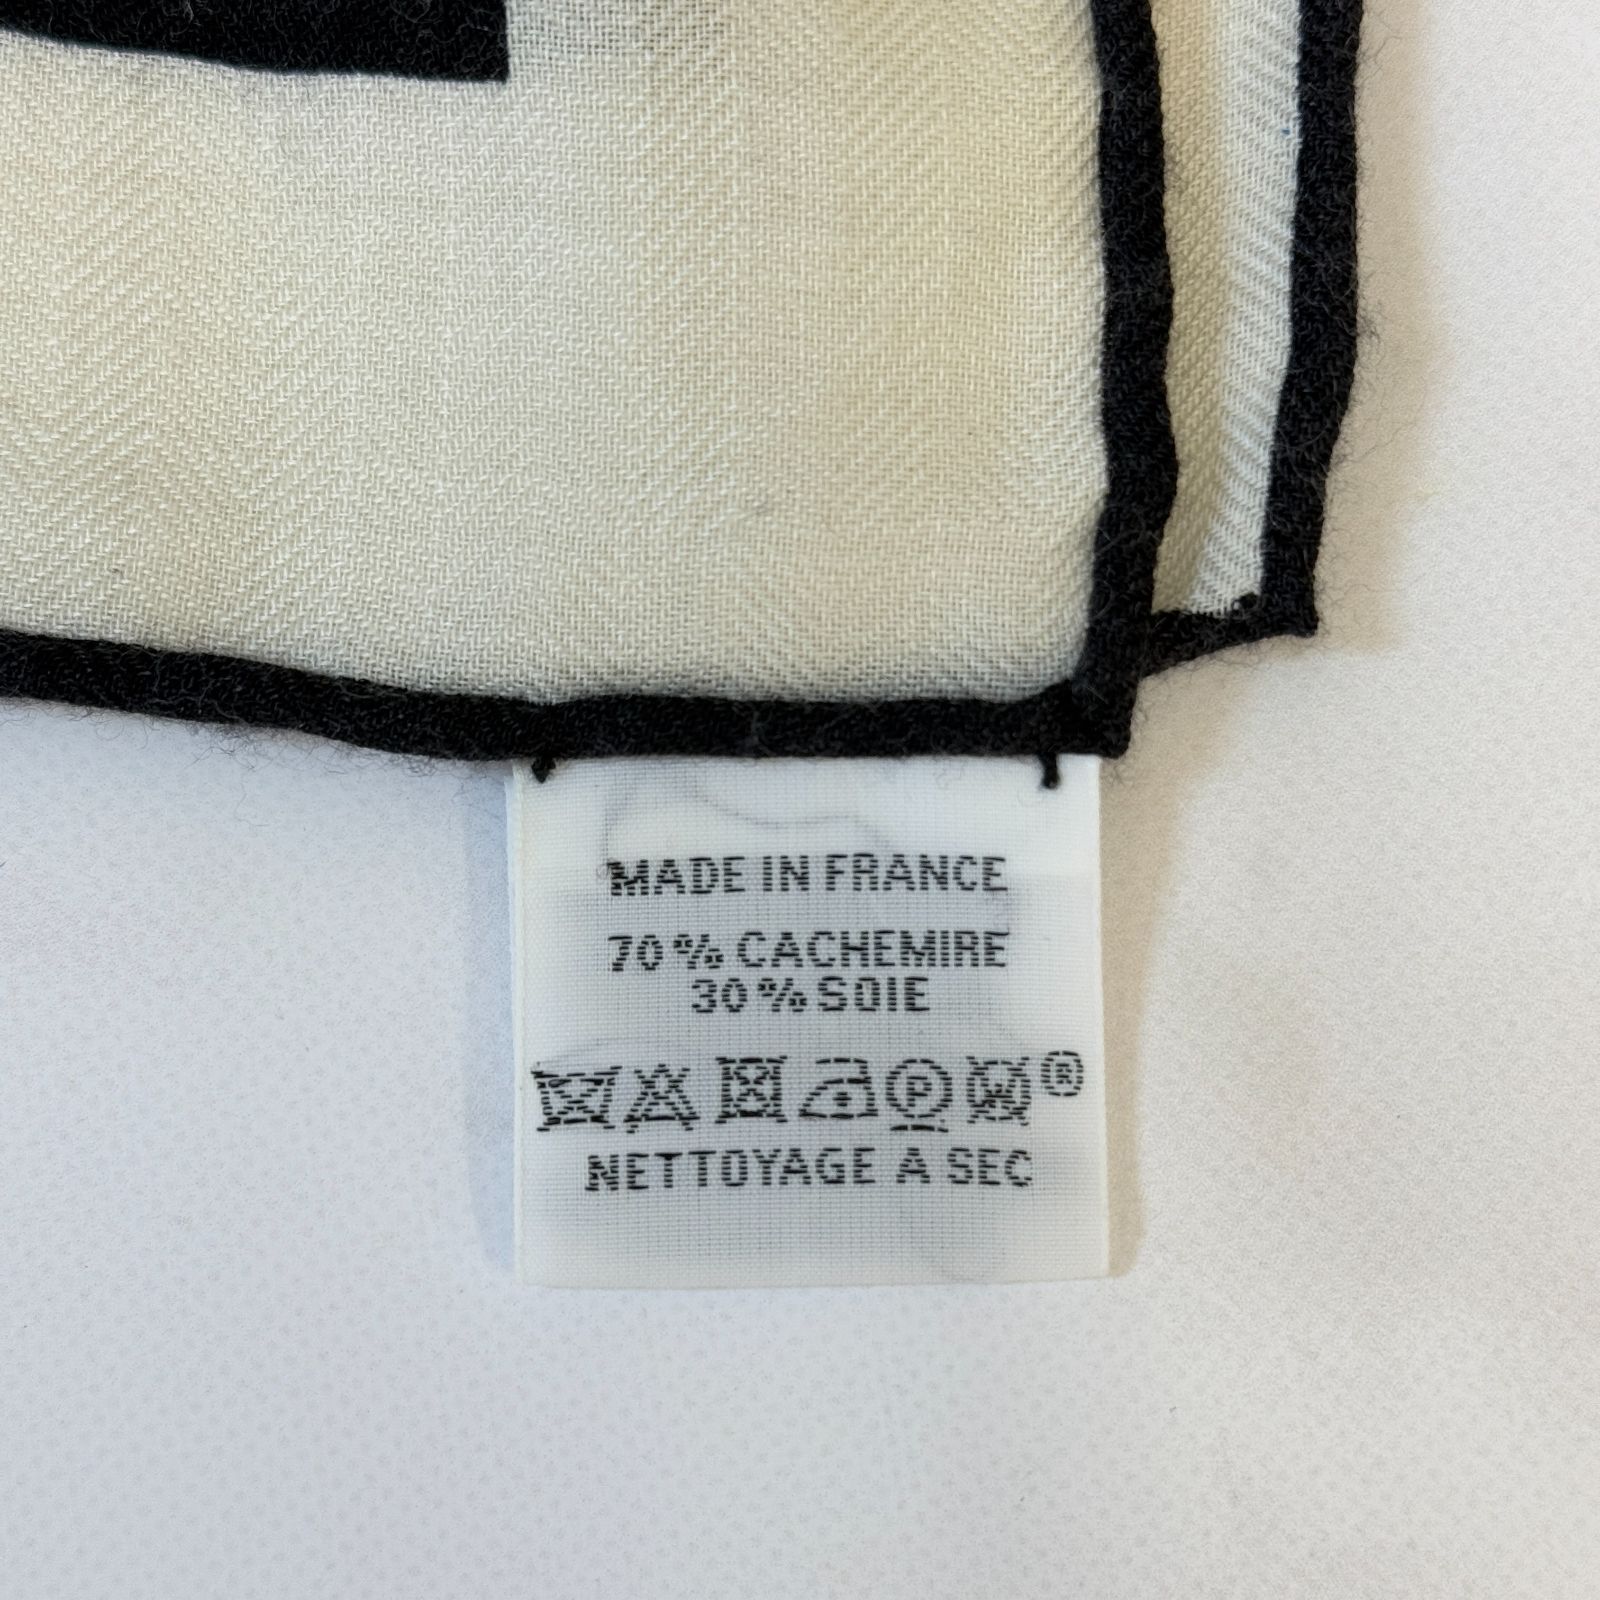 MADE IN FRANCE
70% CACHEMIRE
30% SOIE
P W ®
NETTOYAGE A SEC